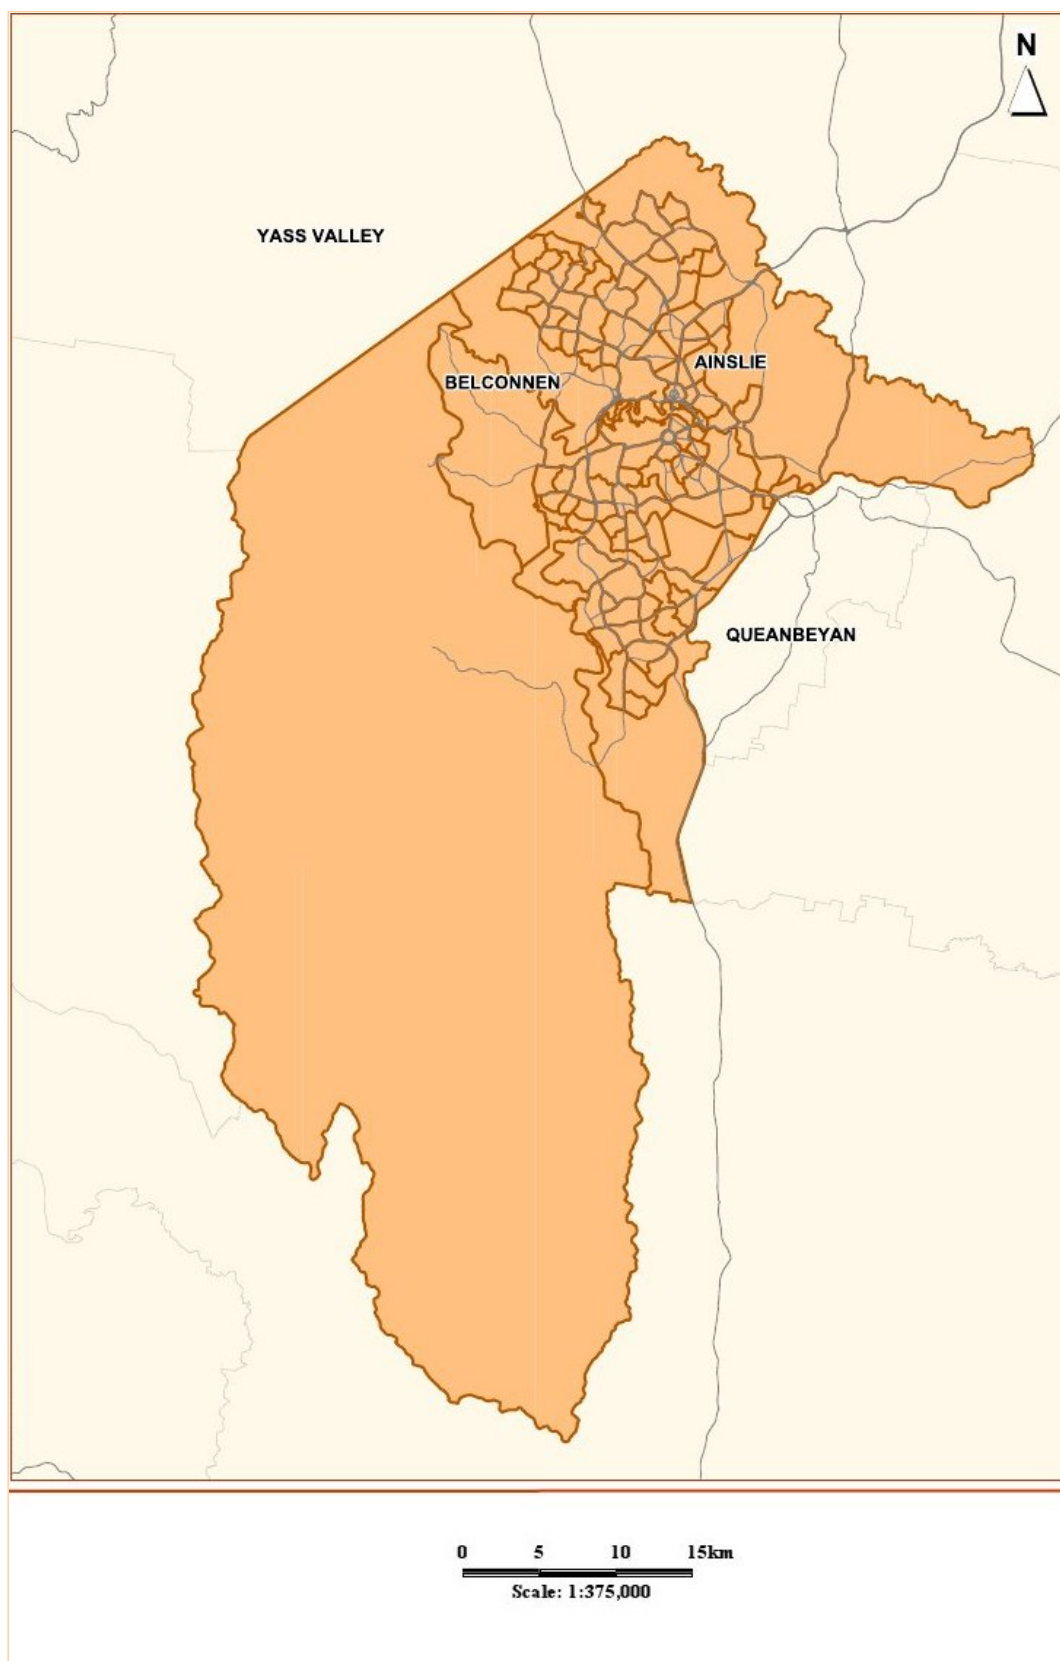 N
YASS VALLEY
AINSLIE
BELCONNEN
QUEANBEYAN
0 5 10 15km
Scale: 1:375,000